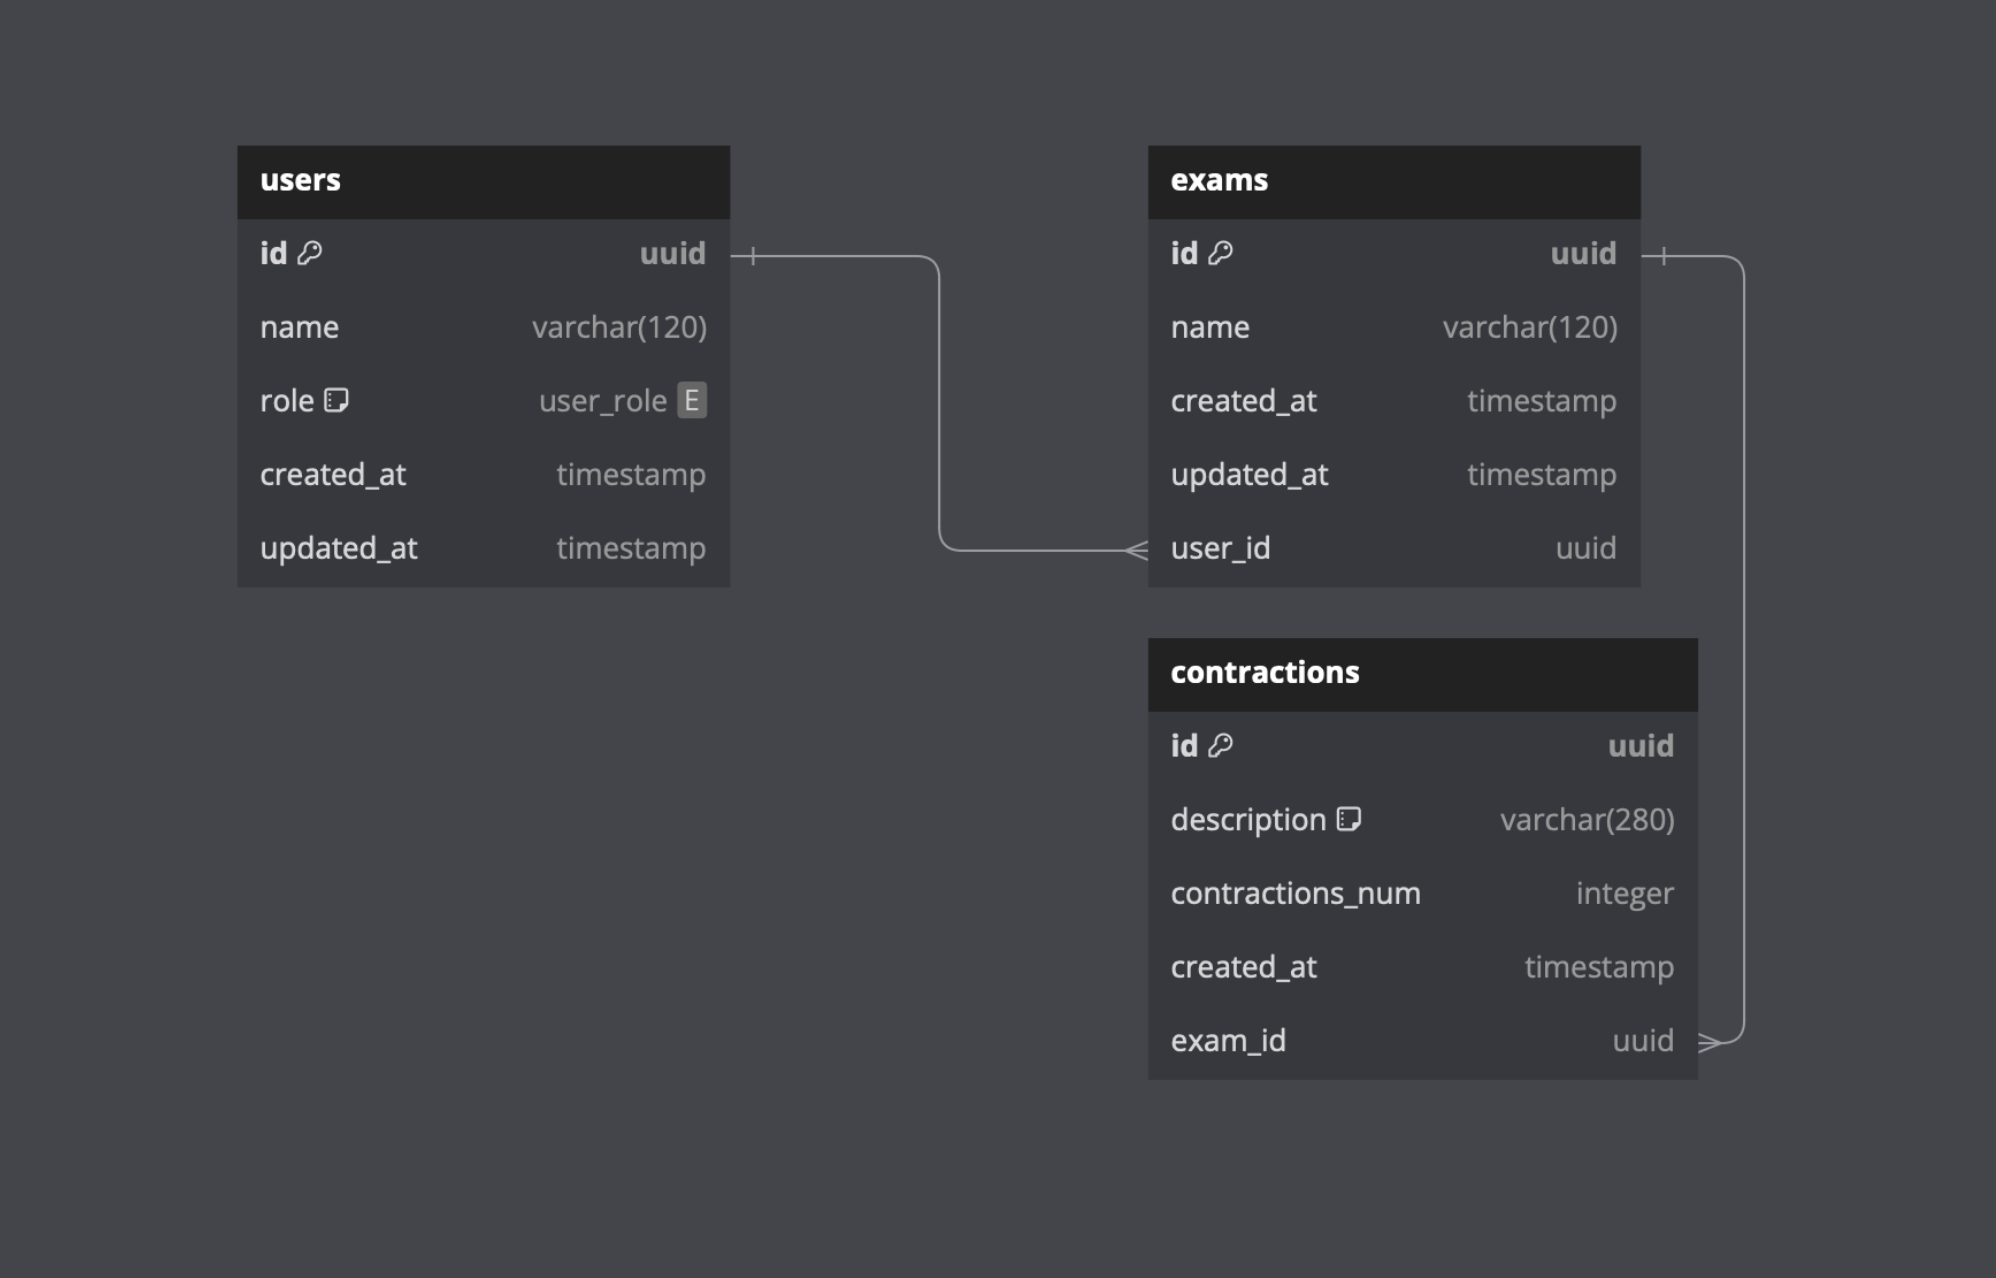 users
id uuid
name varchar(120)
role user_role E
created_at timestamp
updated_at timestamp
exams
id uuid
name varchar(120)
created_at timestamp
updated_at timestamp
user_id uuid
contractions
id uuid
description varchar(280)
contractions_num integer
created_at timestamp
exam_id uuid